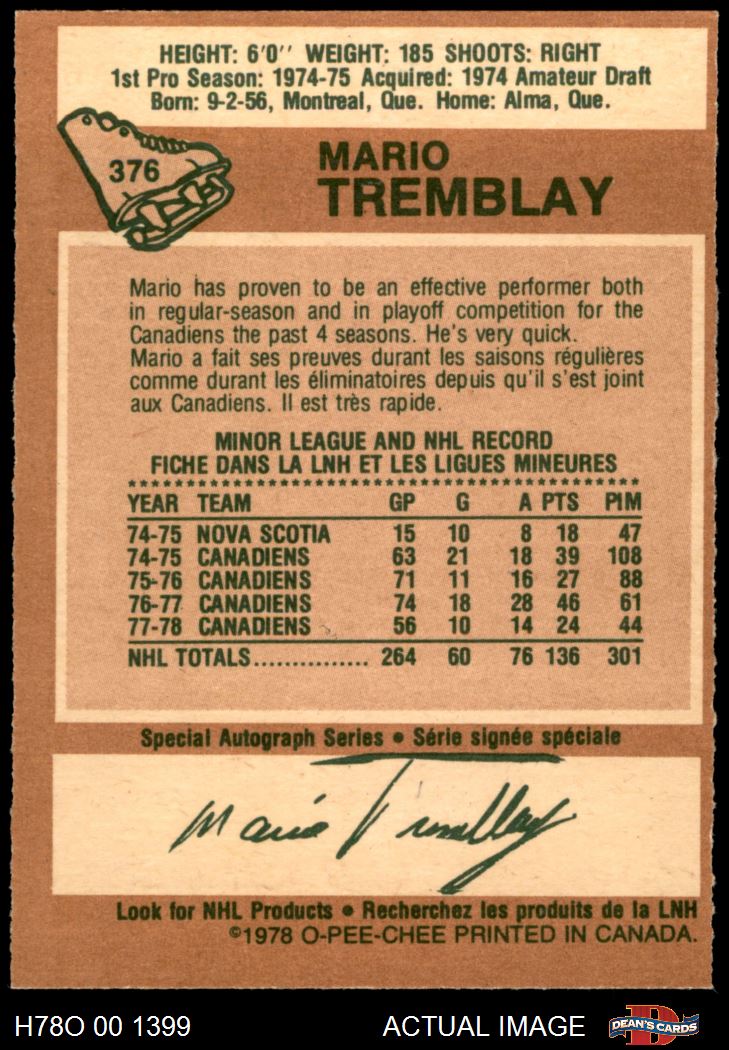 HEIGHT: 6'0'' WEIGHT: 185 SHOOTS: RIGHT
1st Pro Season: 1974-75 Acquired: 1974 Amateur Draft
Born: 9-2-56, Montreal, Que. Home: Alma, Que.
376
MARIO
TREMBLAY
Mario has proven to be an effective performer both
in regular-season and in playoff competition for the
Canadiens the past 4 seasons. He's very quick.
Mario a fait ses preuves durant les saisons régulières
comme durant les éliminatoires depuis qu'il s'est joint
aux Canadiens. Il est très rapide.
MINOR LEAGUE AND NHL RECORD
FICHE DANS LA LNH ET LES LIGUES MINEURES
YEAR TEAM GP G A PTS PIM
74-75 NOVA SCOTIA 15 10 8 18 47
74-75 CANADIENS 63 21 18 39 108
75-76 CANADIENS 71 11 16 27 88
76-77 CANADIENS 74 18 28 46 61
77-78 CANADIENS 56 10 14 24 44
NHL TOTALS............... 264 60 76 136 301
Special Autograph Series • Série signée spéciale
Mario Tremblay
Look for NHL Products • Recherchez les produits de la LNH
©1978 O-PEE-CHEE PRINTED IN CANADA.
H78O 00 1399 ACTUAL IMAGE DEAN'S CARDS